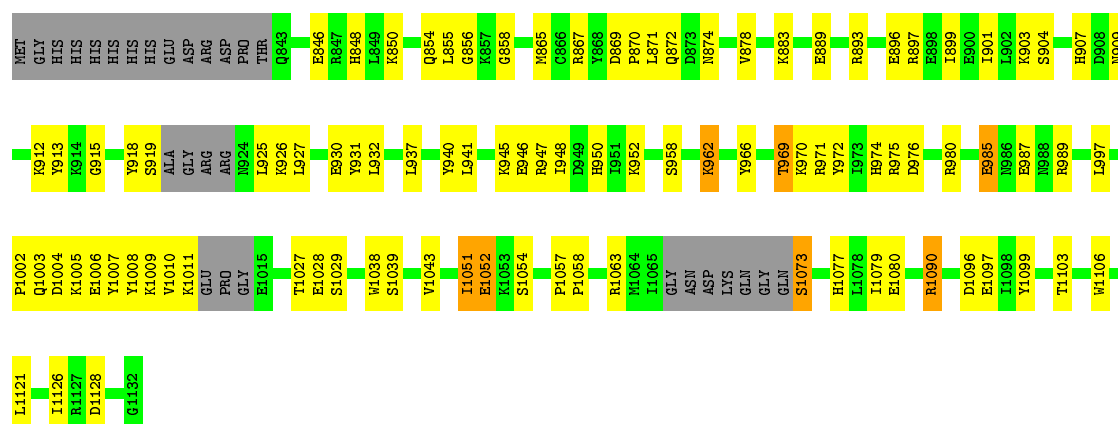 MET GLY HIS HIS HIS HIS HIS HIS HIS HIS GLU ASP ARG ASP PRO THR Q843 E846 R847 H848 L849 K850 Q854 L855 G856 K857 G858 M865 C866 R867 Y868 D869 P870 L871 Q872 D873 N874 V878 K883 E889 R893 E896 R897 E898 I899 E900 I901 L902 K903 S904 H907 D908 N909
K912 Y913 K914 G915 Y918 S919 ALA GLY ARG ARG N924 L925 K926 L927 E930 Y931 L932 L937 Y940 L941 K945 E946 R947 I948 D949 H950 I951 K952 S958 K962 Y966 T969 K970 R971 Y972 I973 H974 R975 D976 R980 E985 N986 E987 N988 R989 L997
P1002 Q1003 D1004 K1005 E1006 Y1007 Y1008 K1009 V1010 K1011 GLU PRO GLY E1015 T1027 E1028 S1029 W1038 S1039 V1043 I1051 E1052 K1053 S1054 P1057 P1058 R1063 M1064 I1065 GLY ASN ASP LYS GLN GLY GLN S1073 H1077 L1078 I1079 E1080 R1090 D1096 E1097 I1098 Y1099 T1103 W1106
L1121 I1126 R1127 D1128 G1132